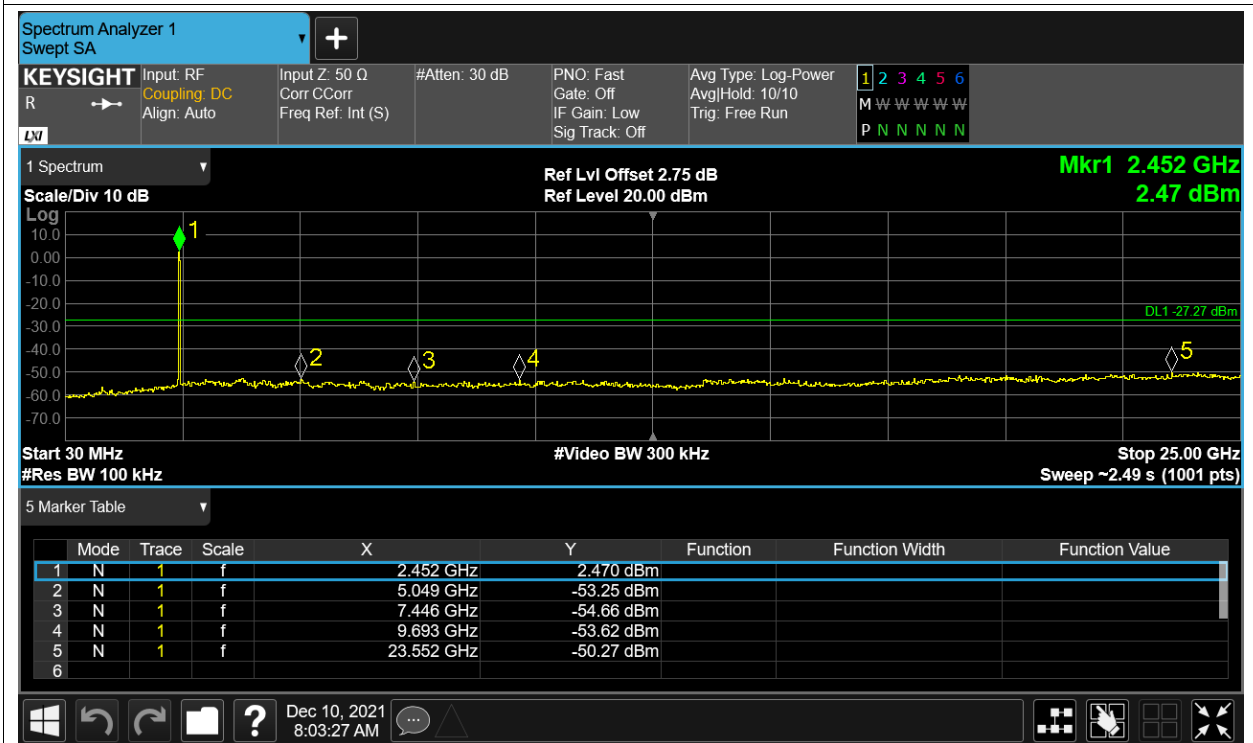 Spectrum Analyzer 1
Swept SA
KEYSIGHT
R
LXI
Input: RF
Coupling: DC
Align: Auto
Input Z: 50 Ω
Corr CCorr
Freq Ref: Int (S)
#Atten: 30 dB
PNO: Fast
Gate: Off
IF Gain: Low
Sig Track: Off
Avg Type: Log-Power
Avg|Hold: 10/10
Trig: Free Run
1 2 3 4 5 6
M W W W W W
P N N N N N
1 Spectrum
Scale/Div 10 dB
Ref Lvl Offset 2.75 dB
Ref Level 20.00 dBm
Mkr1 2.452 GHz
2.47 dBm
Log
10.0
0.00
-10.0
-20.0
-30.0
-40.0
-50.0
-60.0
-70.0
1
2
3
4
5
DL1 -27.27 dBm
Start 30 MHz
#Res BW 100 kHz
#Video BW 300 kHz
Stop 25.00 GHz
Sweep ~2.49 s (1001 pts)
5 Marker Table
Mode Trace Scale X Y Function Function Width Function Value
1 N 1 f 2.452 GHz 2.470 dBm
2 N 1 f 5.049 GHz -53.25 dBm
3 N 1 f 7.446 GHz -54.66 dBm
4 N 1 f 9.693 GHz -53.62 dBm
5 N 1 f 23.552 GHz -50.27 dBm
6
?
Dec 10, 2021
8:03:27 AM